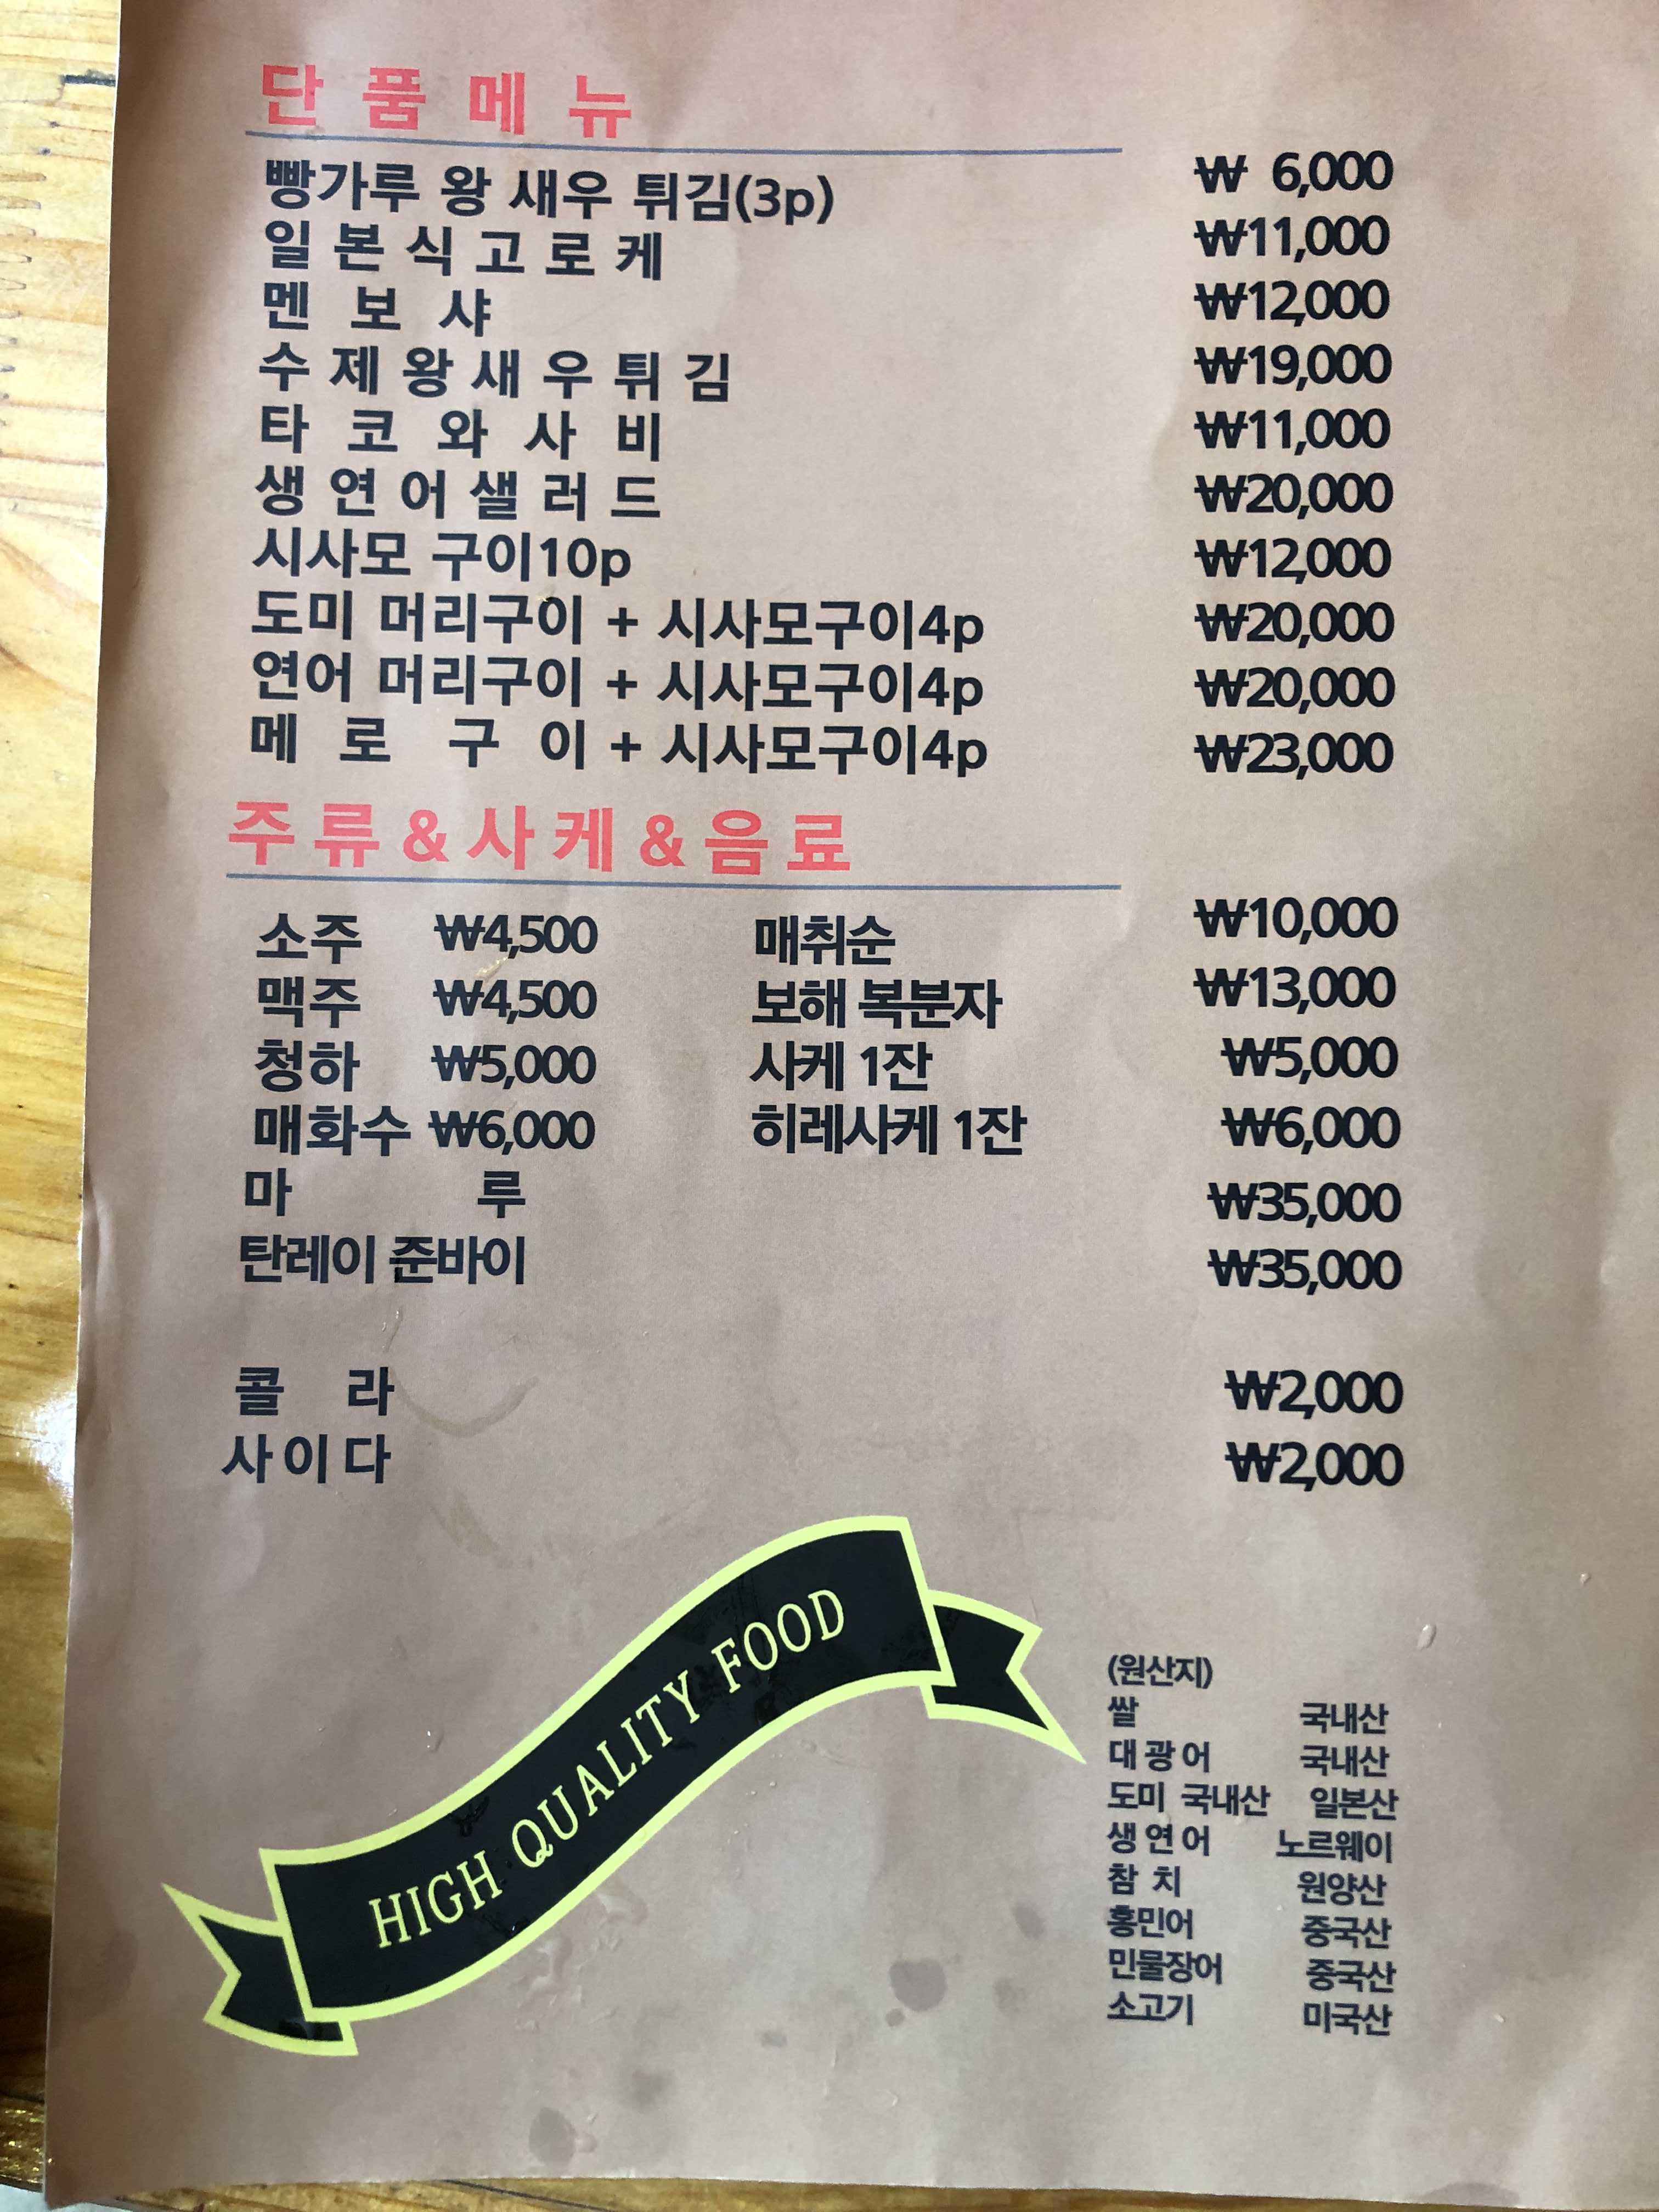 단 품 메 뉴
빵가루 왕 새우 튀김(3p) ₩ 6,000
일 본 식 고 로 케 ₩11,000
멘 보 샤 ₩12,000
수 제 왕 새 우 튀 김 ₩19,000
타 코 와 사 비 ₩11,000
생 연 어 샐 러 드 ₩20,000
시사모 구이10p ₩12,000
도미 머리구이 + 시사모구이4p ₩20,000
연어 머리구이 + 시사모구이4p ₩20,000
메 로 구 이 + 시사모구이4p ₩23,000
주 류 & 사 케 & 음 료
소주 ₩4,500 매취순 ₩10,000
맥주 ₩4,500 보해 복분자 ₩13,000
청하 ₩5,000 사케 1잔 ₩5,000
매화수 ₩6,000 히레사케 1잔 ₩6,000
마 루 ₩35,000
탄레이 준바이 ₩35,000
콜 라 ₩2,000
사 이 다 ₩2,000
HIGH QUALITY FOOD
(원산지)
쌀 국내산
대 광 어 국내산
도미 국내산 일본산
생 연 어 노르웨이
참 치 원양산
홍민어 중국산
민물장어 중국산
소고기 미국산